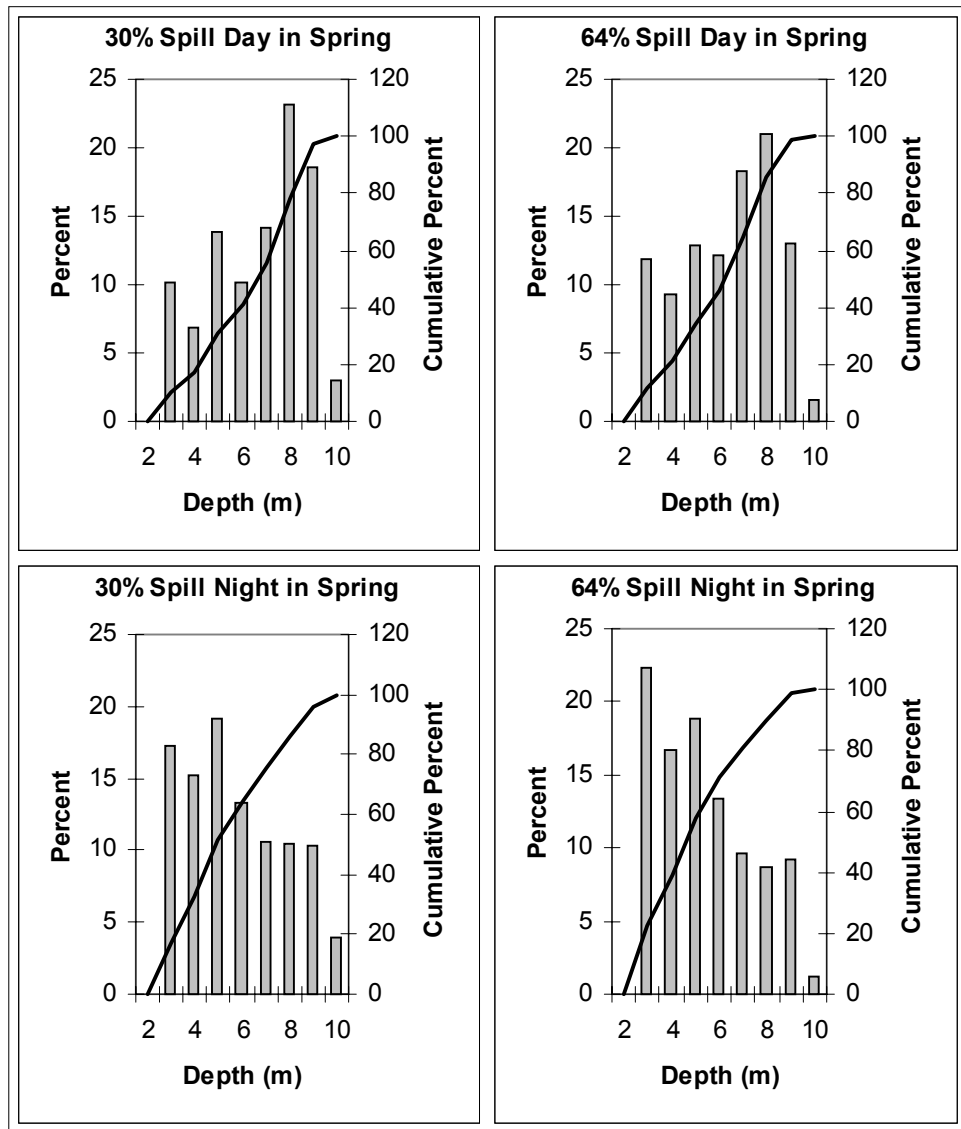 30% Spill Day in Spring
25
20
15
10
5
0
Percent
120
100
80
60
40
20
0
Cumulative Percent
2 4 6 8 10
Depth (m)
64% Spill Day in Spring
25
20
15
10
5
0
Percent
120
100
80
60
40
20
0
Cumulative Percent
2 4 6 8 10
Depth (m)
30% Spill Night in Spring
25
20
15
10
5
0
Percent
120
100
80
60
40
20
0
Cumulative Percent
2 4 6 8 10
Depth (m)
64% Spill Night in Spring
25
20
15
10
5
0
Percent
120
100
80
60
40
20
0
Cumulative Percent
2 4 6 8 10
Depth (m)